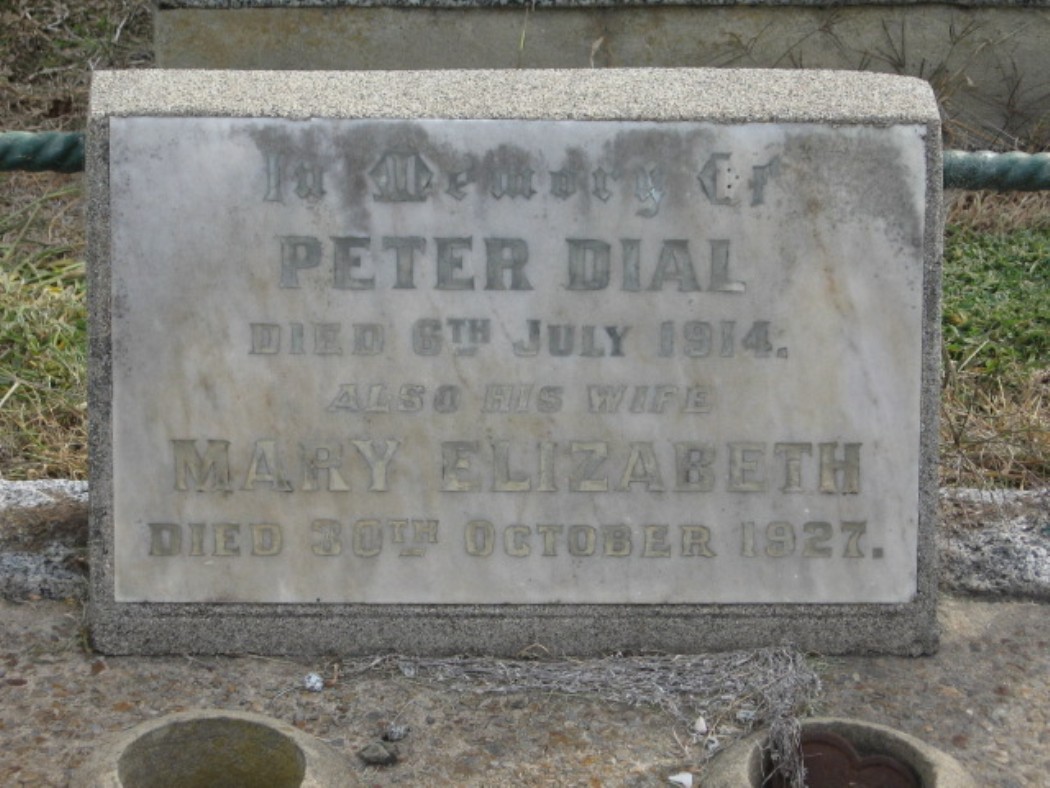 In Memory Of
PETER DIAL
DIED 6TH JULY 1914.
ALSO HIS WIFE
MARY ELIZABETH
DIED 30TH OCTOBER 1927.